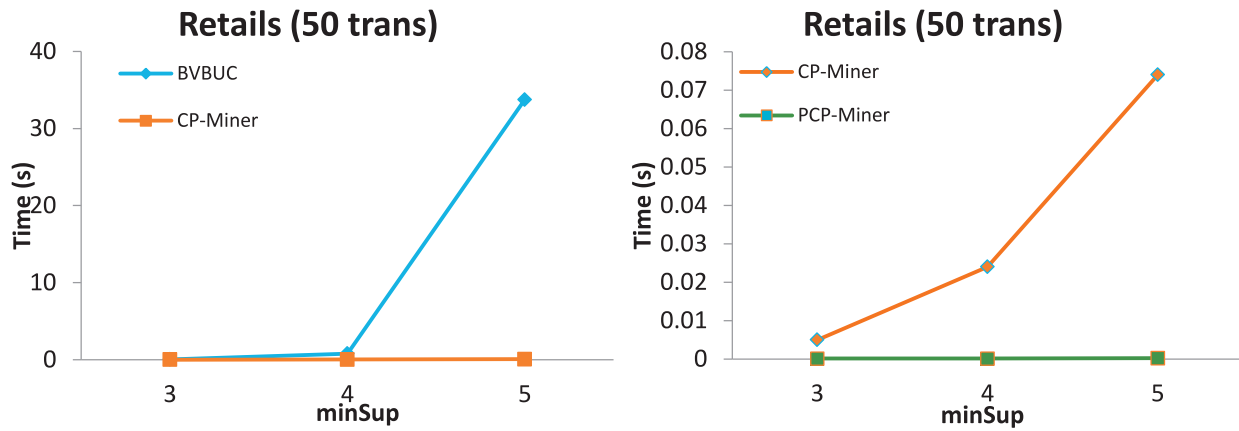 Retails (50 trans)
40
30
20
10
0
Time (s)
BVBUC
CP-Miner
3
4
5
minSup
Retails (50 trans)
0.08
0.07
0.06
0.05
0.04
0.03
0.02
0.01
0
Time (s)
CP-Miner
PCP-Miner
3
4
5
minSup